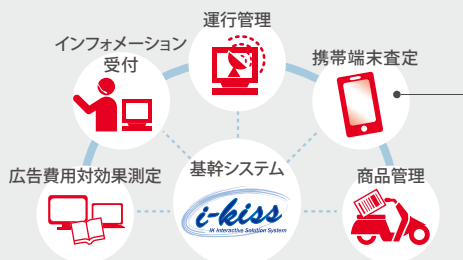 運行管理
インフォメーション
受付
携帯端末査定
広告費用対効果測定
基幹システム
商品管理
i-kiss
IK Interactive Solution System